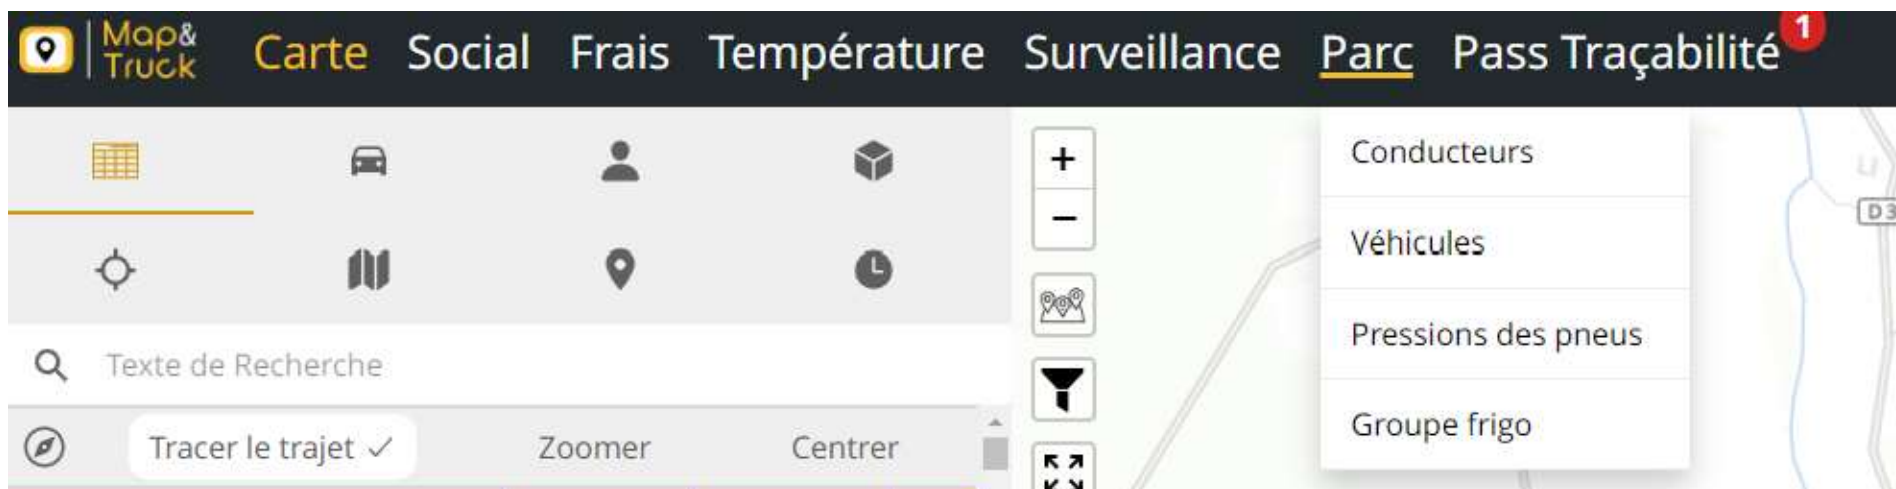 Map&
Truck
Carte Social Frais Température Surveillance Parc Pass Traçabilité 1
Conducteurs
Véhicules
Pressions des pneus
Groupe frigo
+
−
Texte de Recherche
Tracer le trajet ✓ Zoomer Centrer